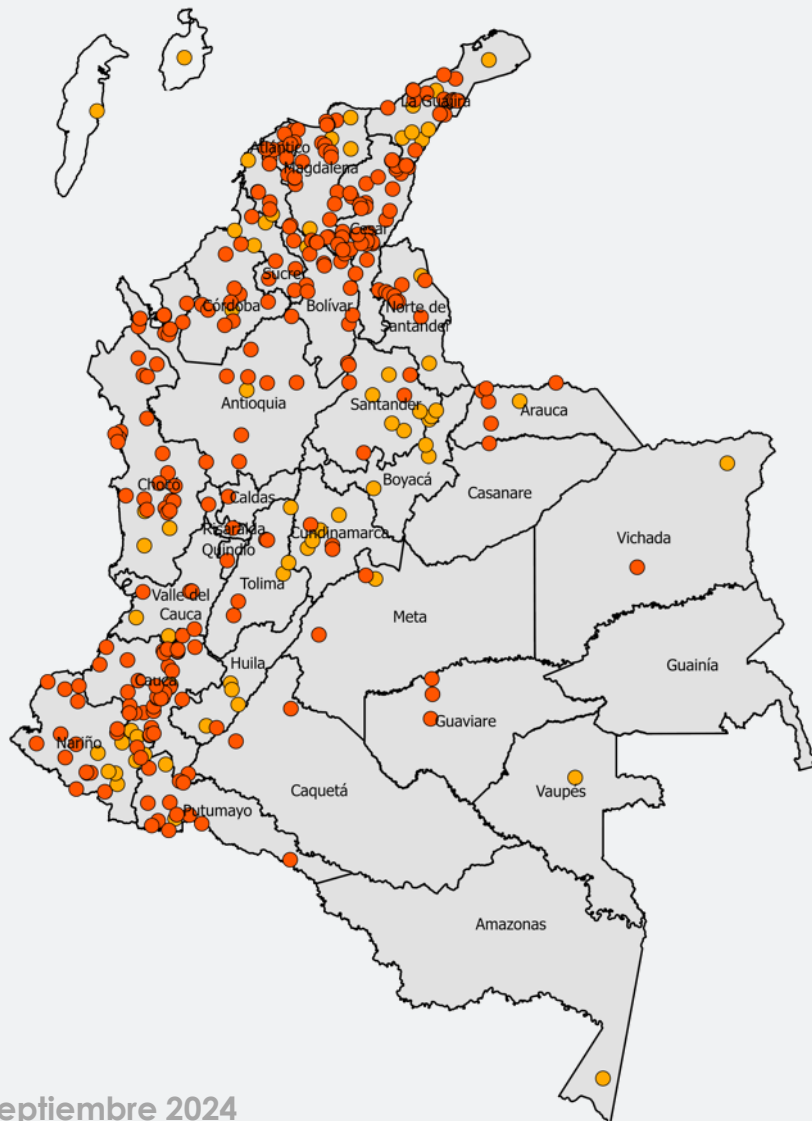 La Guajira
Atlántico
Magdalena
Cesar
Sucre
Córdoba
Bolívar
Norte de
Santander
Antioquia
Santander
Arauca
Boyacá
Casanare
Chocó
Caldas
Risaralda
Quindío
Cundinamarca
Vichada
Tolima
Valle del
Cauca
Meta
Huila
Guainía
Cauca
Guaviare
Nariño
Caquetá
Vaupés
Putumayo
Amazonas
eptiembre 2024